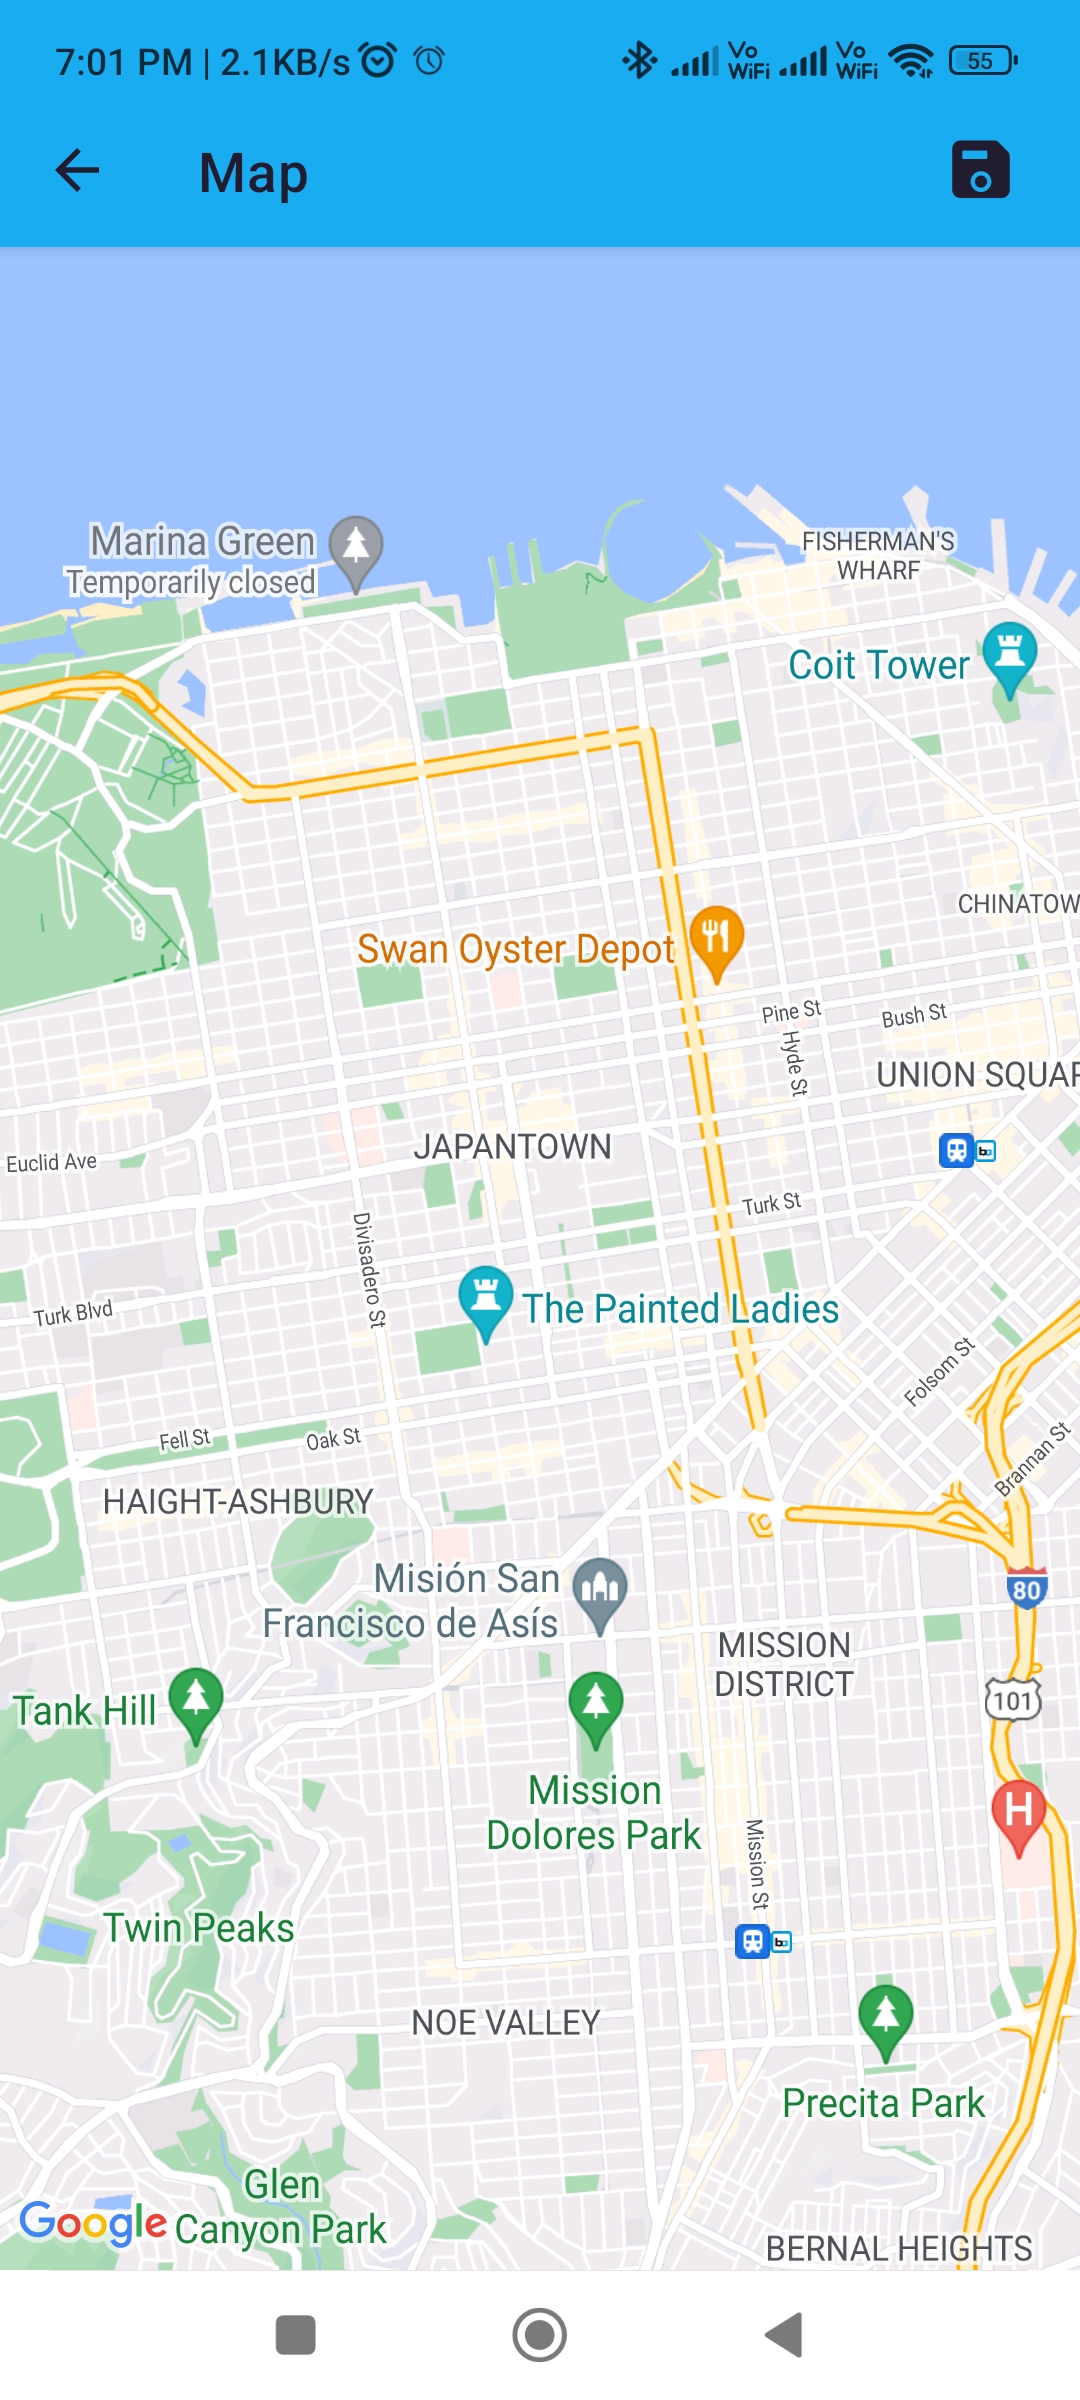 7:01 PM | 2.1KB/s
Vo WiFi
Vo WiFi
55
Map
Marina Green
Temporarily closed
FISHERMAN'S
WHARF
Coit Tower
CHINATOW
Swan Oyster Depot
Pine St
Bush St
Hyde St
UNION SQUAR
JAPANTOWN
Euclid Ave
Turk St
Divisadero St
The Painted Ladies
Turk Blvd
Folsom St
Fell St
Oak St
Brannan St
HAIGHT-ASHBURY
Misión San
Francisco de Asís
80
MISSION
DISTRICT
Tank Hill
101
Mission
Dolores Park
H
Mission St
Twin Peaks
NOE VALLEY
Precita Park
Glen
Canyon Park
Google
BERNAL HEIGHTS